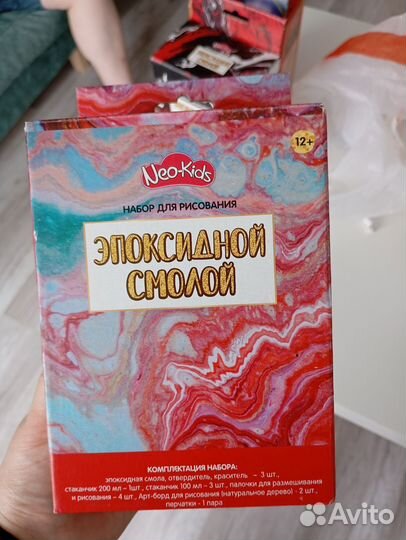 12+
Neo-Kids
НАБОР ДЛЯ РИСОВАНИЯ
ЭПОКСИДНОЙ
СМОЛОЙ
КОМПЛЕКТАЦИЯ НАБОРА:
эпоксидная смола, отвердитель, краситель – 3 шт.,
стаканчик 200 мл – 1шт , стаканчик 100 мл – 3 шт., палочки для размешивания
и рисования – 4 шт., Арт-борд для рисования (натуральное дерево) - 2 шт.,
перчатки - 1 пара
Avito